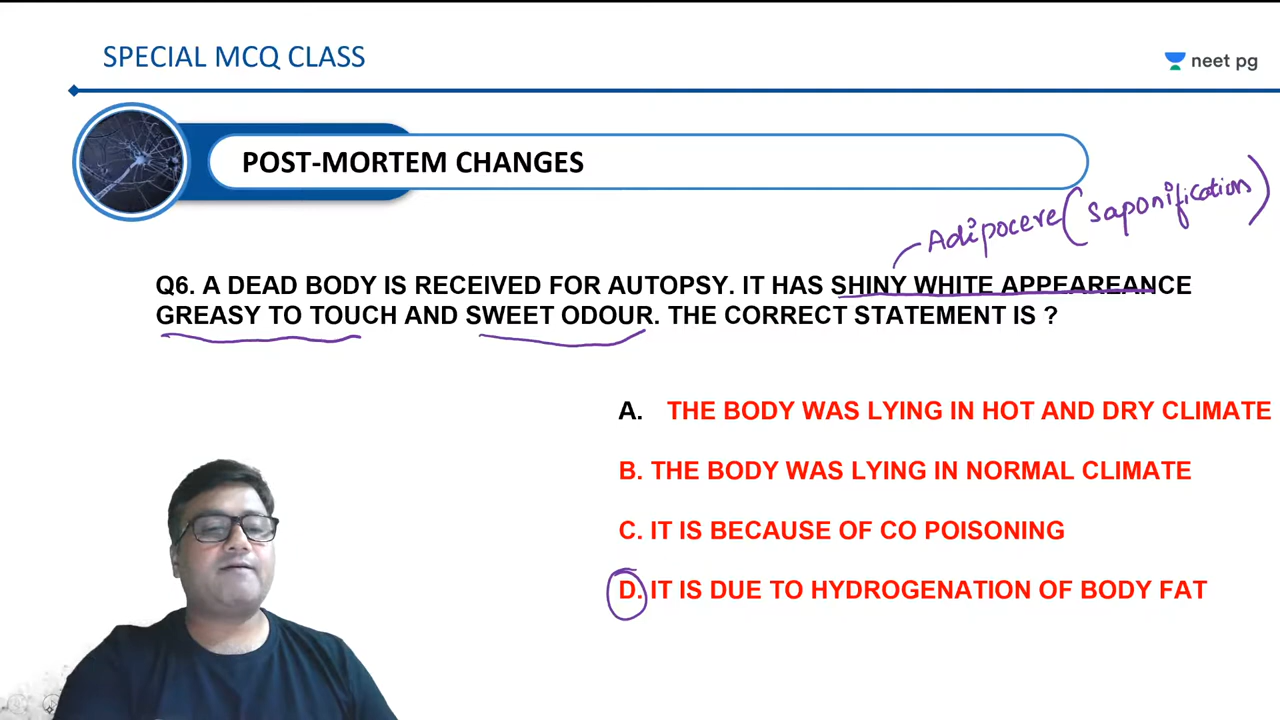 SPECIAL MCQ CLASS
neet pg
POST-MORTEM CHANGES
Adipocere (saponification)
Q6. A DEAD BODY IS RECEIVED FOR AUTOPSY. IT HAS SHINY WHITE APPEAREANCE
GREASY TO TOUCH AND SWEET ODOUR. THE CORRECT STATEMENT IS ?
A. THE BODY WAS LYING IN HOT AND DRY CLIMATE
B. THE BODY WAS LYING IN NORMAL CLIMATE
C. IT IS BECAUSE OF CO POISONING
D. IT IS DUE TO HYDROGENATION OF BODY FAT